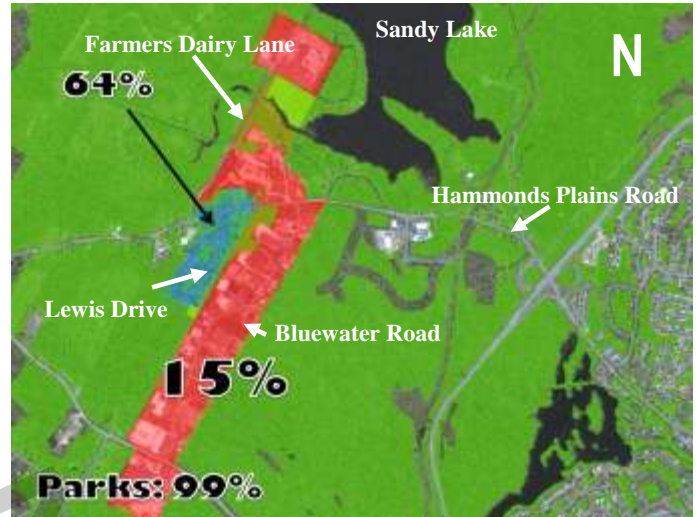 Sandy Lake
Farmers Dairy Lane
N
64%
Hammonds Plains Road
Lewis Drive
Bluewater Road
15%
Parks: 99%